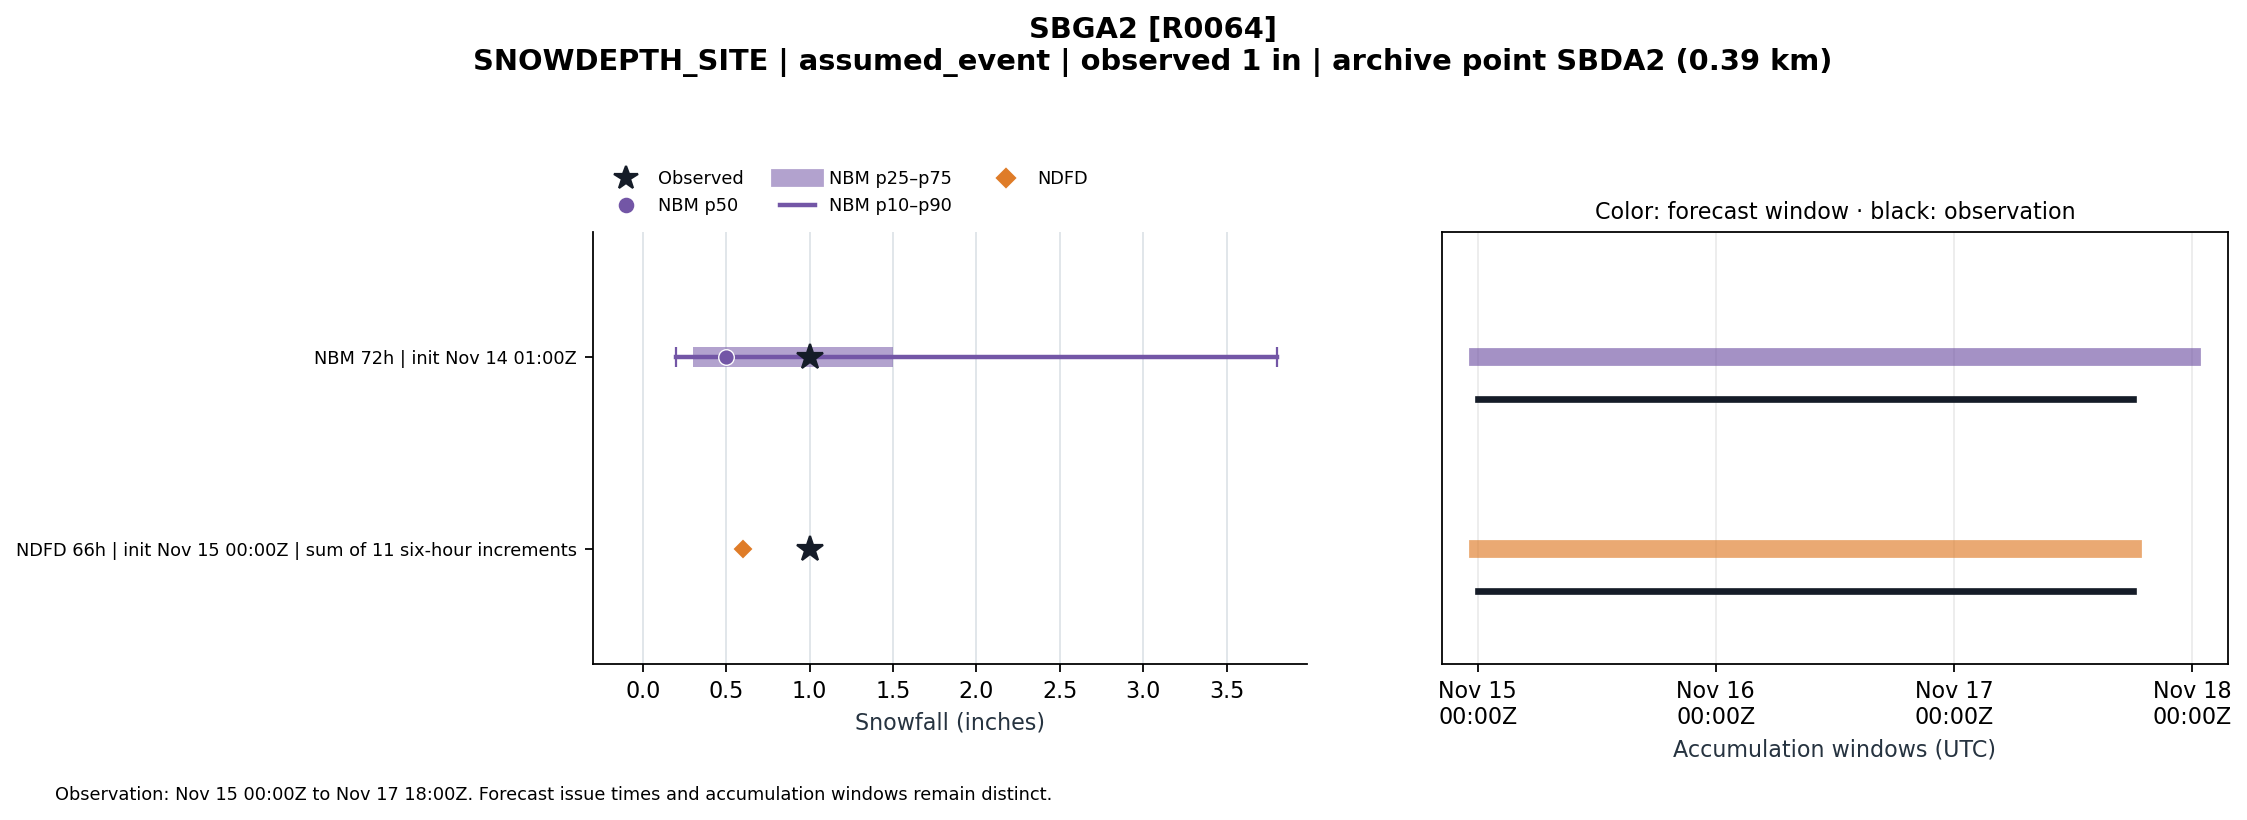 SBGA2 [R0064]
SNOWDEPTH_SITE | assumed_event | observed 1 in | archive point SBDA2 (0.39 km)
Observed
NBM p50
NBM p25–p75
NBM p10–p90
NDFD
NBM 72h | init Nov 14 01:00Z
NDFD 66h | init Nov 15 00:00Z | sum of 11 six-hour increments
0.0 0.5 1.0 1.5 2.0 2.5 3.0 3.5
Snowfall (inches)
Color: forecast window · black: observation
Nov 15 Nov 16 Nov 17 Nov 18
00:00Z 00:00Z 00:00Z 00:00Z
Accumulation windows (UTC)
Observation: Nov 15 00:00Z to Nov 17 18:00Z. Forecast issue times and accumulation windows remain distinct.